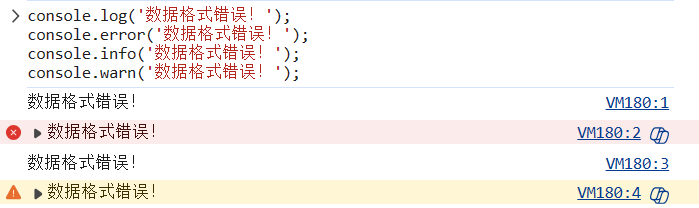 console.log('数据格式错误！');
console.error('数据格式错误！');
console.info('数据格式错误！');
console.warn('数据格式错误！');
数据格式错误！ VM180:1
数据格式错误！ VM180:2
数据格式错误！ VM180:3
数据格式错误！ VM180:4